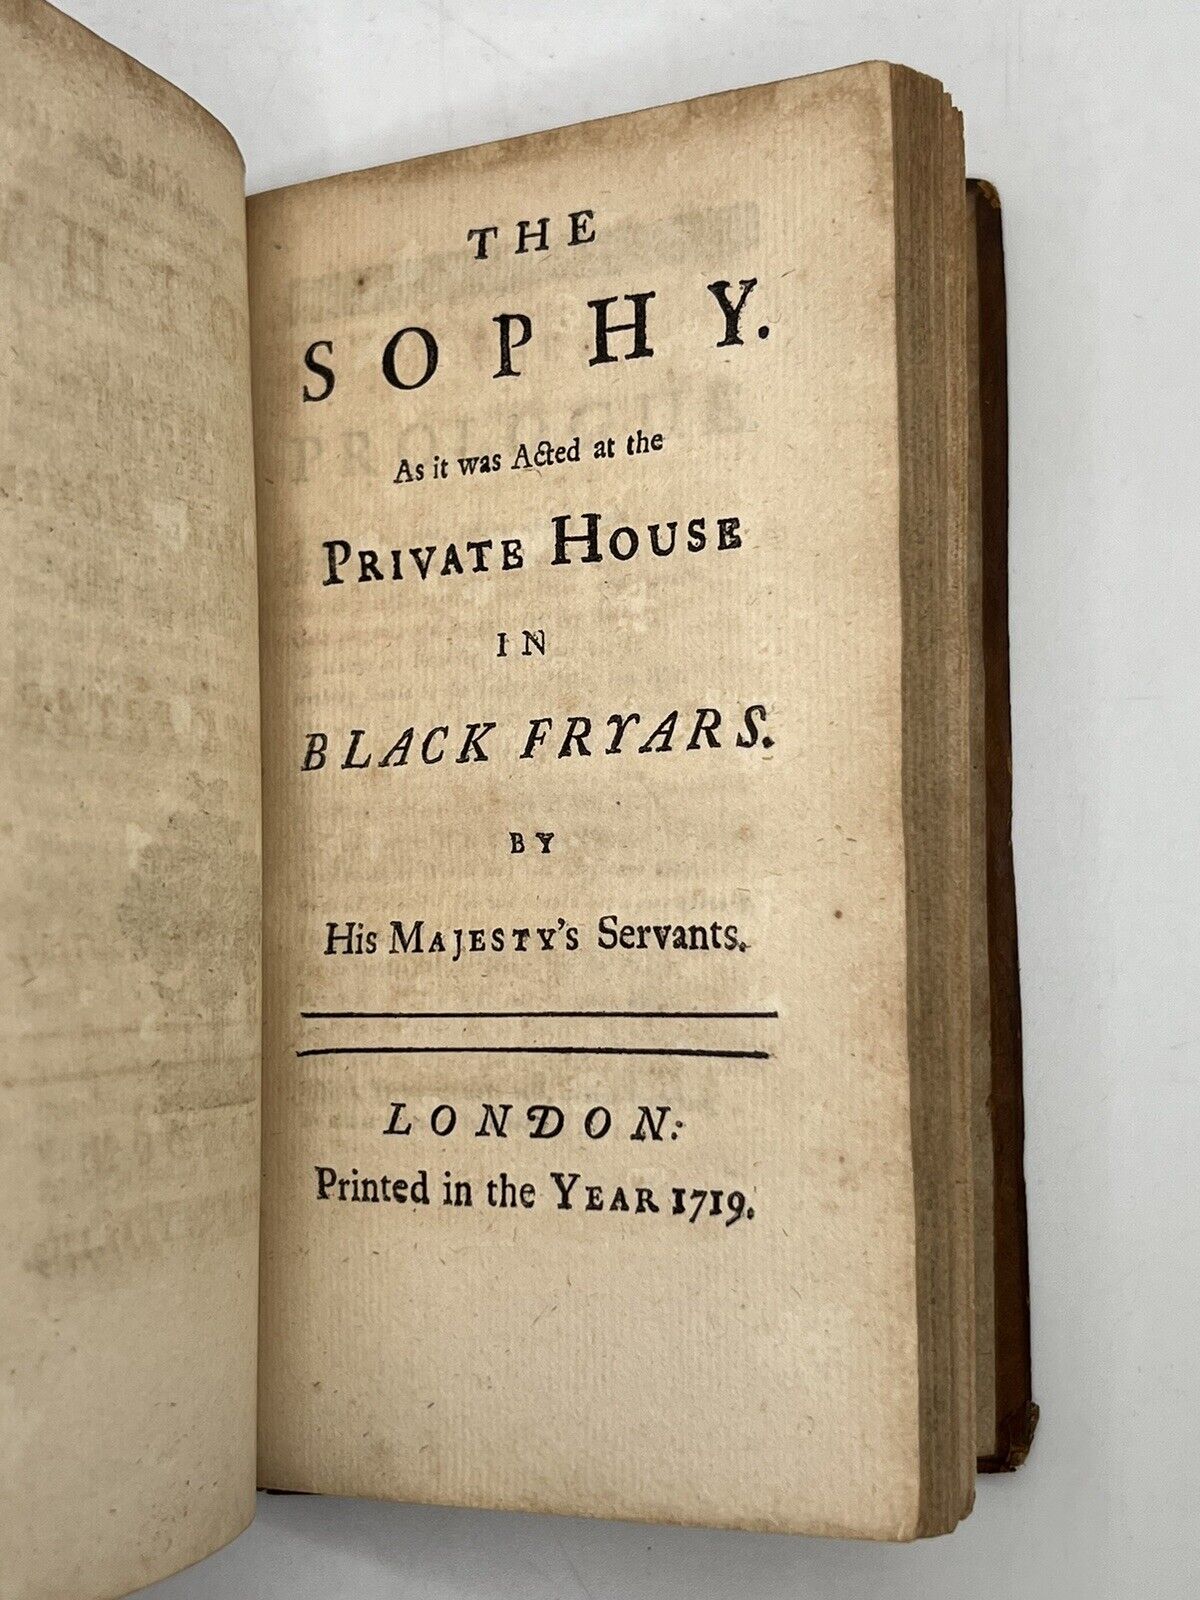 THE
SOPHY.
As it was Acted at the
PRIVATE HOUSE
IN
BLACK FRYARS.
BY
His MAJESTY's Servants.
LONDON:
Printed in the YEAR 1719.
PROLOGUE